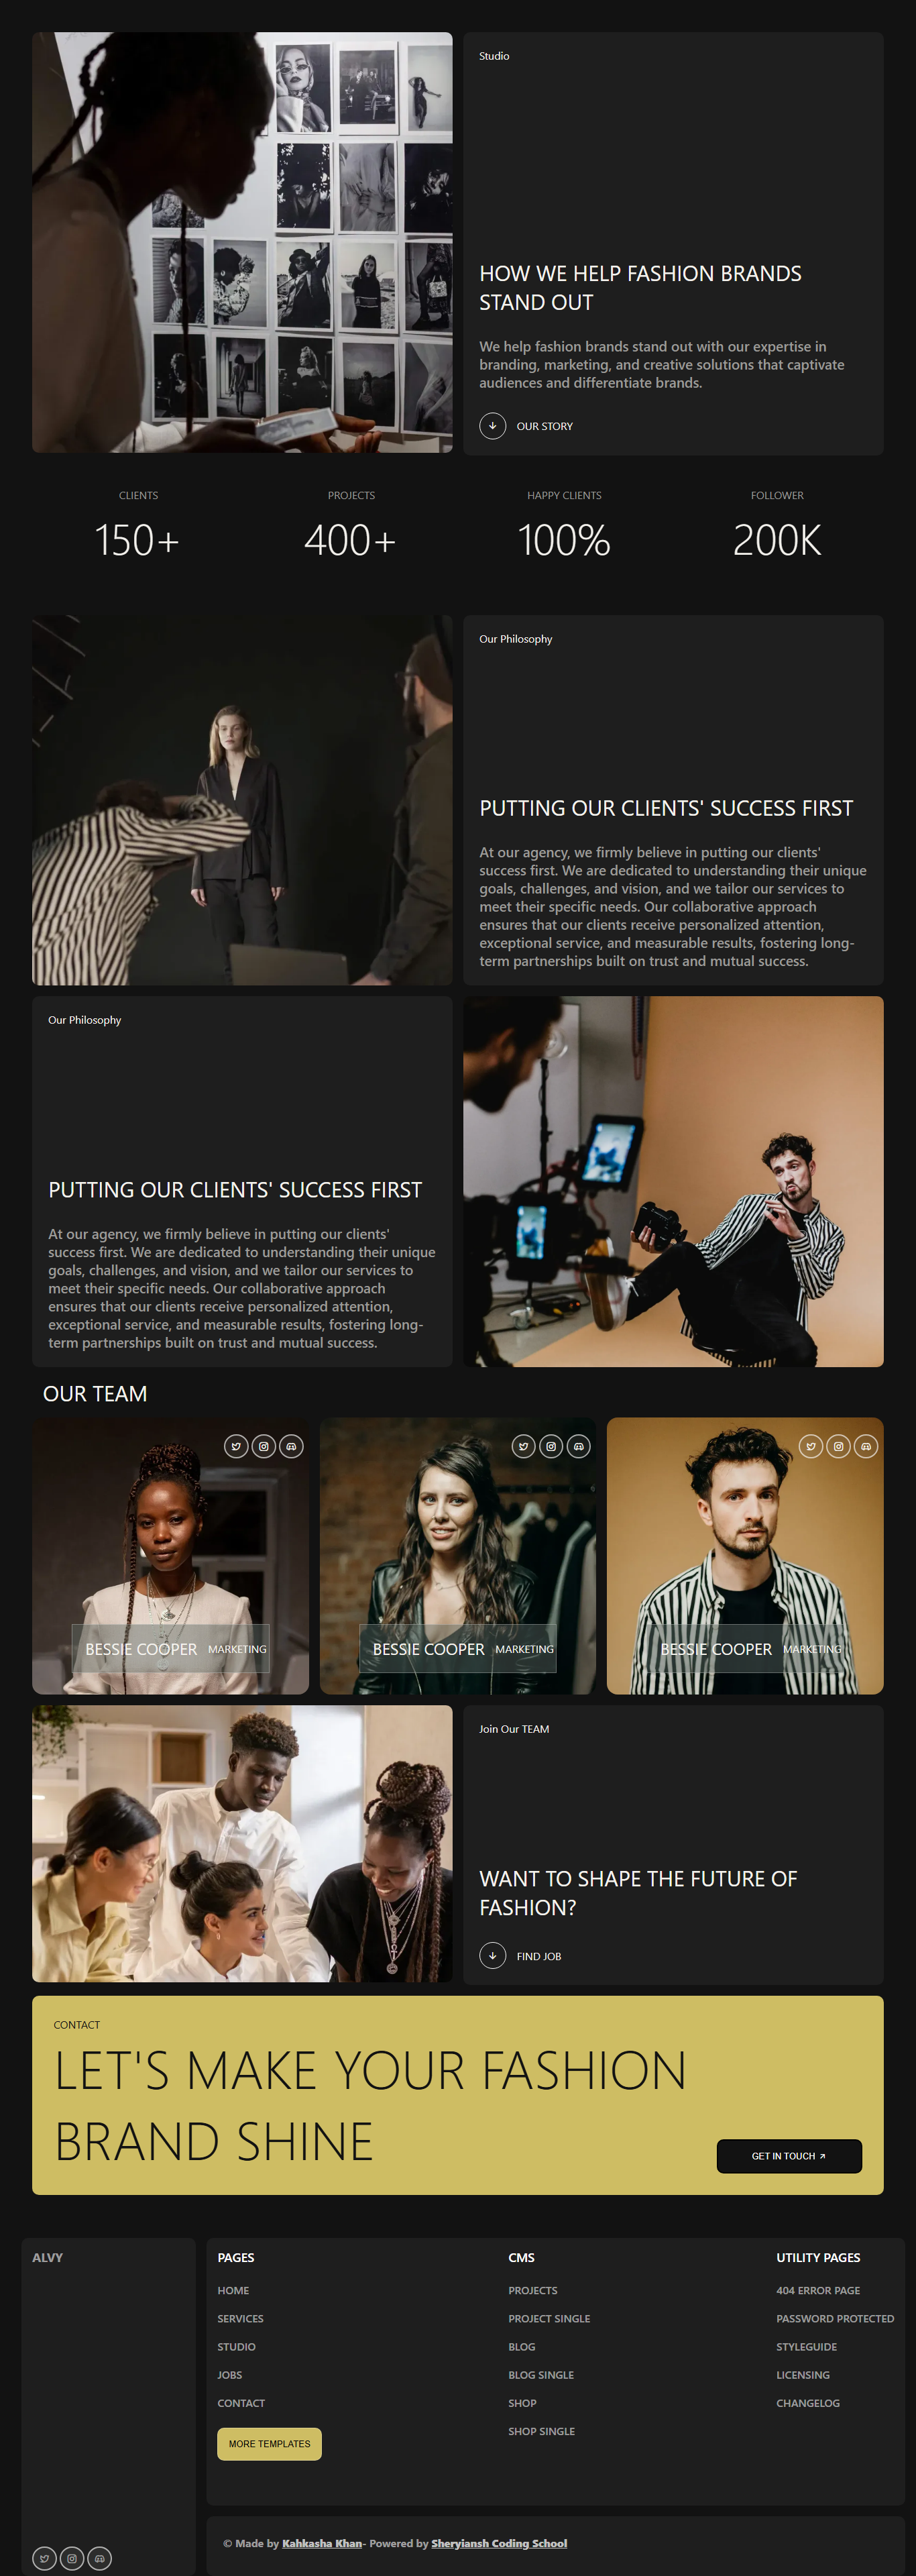 Studio
HOW WE HELP FASHION BRANDS
STAND OUT
We help fashion brands stand out with our expertise in
branding, marketing, and creative solutions that captivate
audiences and differentiate brands.
OUR STORY
CLIENTS
150+
PROJECTS
400+
HAPPY CLIENTS
100%
FOLLOWER
200K
Our Philosophy
PUTTING OUR CLIENTS' SUCCESS FIRST
At our agency, we firmly believe in putting our clients'
success first. We are dedicated to understanding their unique
goals, challenges, and vision, and we tailor our services to
meet their specific needs. Our collaborative approach
ensures that our clients receive personalized attention,
exceptional service, and measurable results, fostering long-
term partnerships built on trust and mutual success.
Our Philosophy
PUTTING OUR CLIENTS' SUCCESS FIRST
At our agency, we firmly believe in putting our clients'
success first. We are dedicated to understanding their unique
goals, challenges, and vision, and we tailor our services to
meet their specific needs. Our collaborative approach
ensures that our clients receive personalized attention,
exceptional service, and measurable results, fostering long-
term partnerships built on trust and mutual success.
OUR TEAM
BESSIE COOPER MARKETING
BESSIE COOPER MARKETING
BESSIE COOPER MARKETING
Join Our TEAM
WANT TO SHAPE THE FUTURE OF
FASHION?
FIND JOB
CONTACT
LET'S MAKE YOUR FASHION
BRAND SHINE
GET IN TOUCH
ALVY
PAGES
HOME
SERVICES
STUDIO
JOBS
CONTACT
MORE TEMPLATES
CMS
PROJECTS
PROJECT SINGLE
BLOG
BLOG SINGLE
SHOP
SHOP SINGLE
UTILITY PAGES
404 ERROR PAGE
PASSWORD PROTECTED
STYLEGUIDE
LICENSING
CHANGELOG
© Made by Kahkasha Khan- Powered by Sheryiansh Coding School